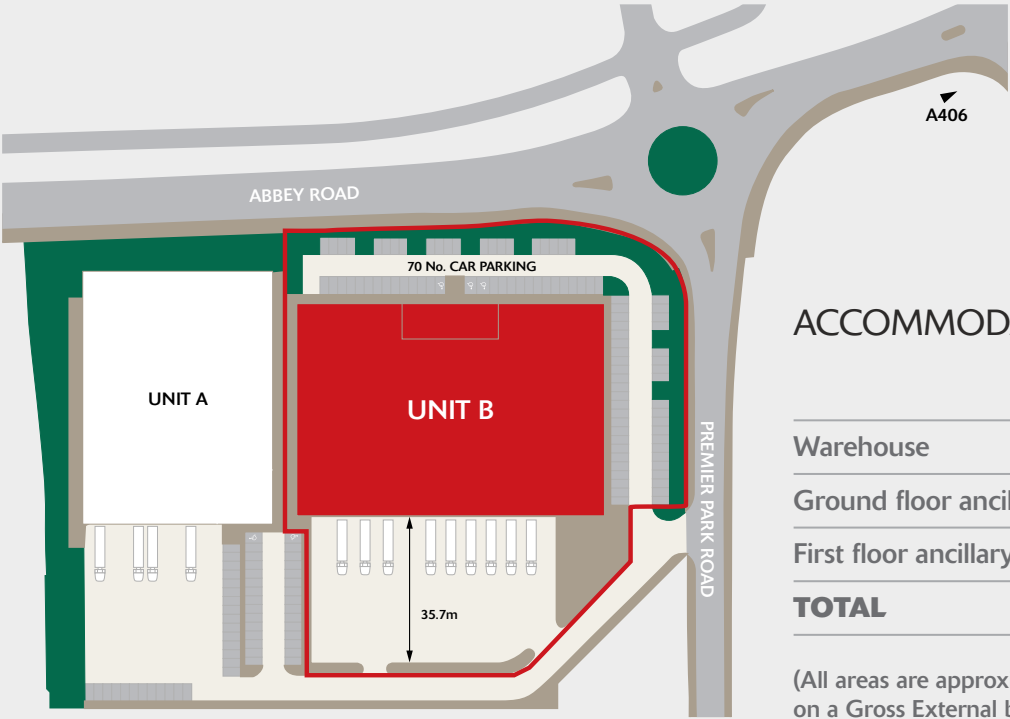 A406
ABBEY ROAD
70 No. CAR PARKING
UNIT A
UNIT B
PREMIER PARK ROAD
35.7m
ACCOMMODA
Warehouse
Ground floor ancil
First floor ancillary
TOTAL
(All areas are approx
on a Gross External b